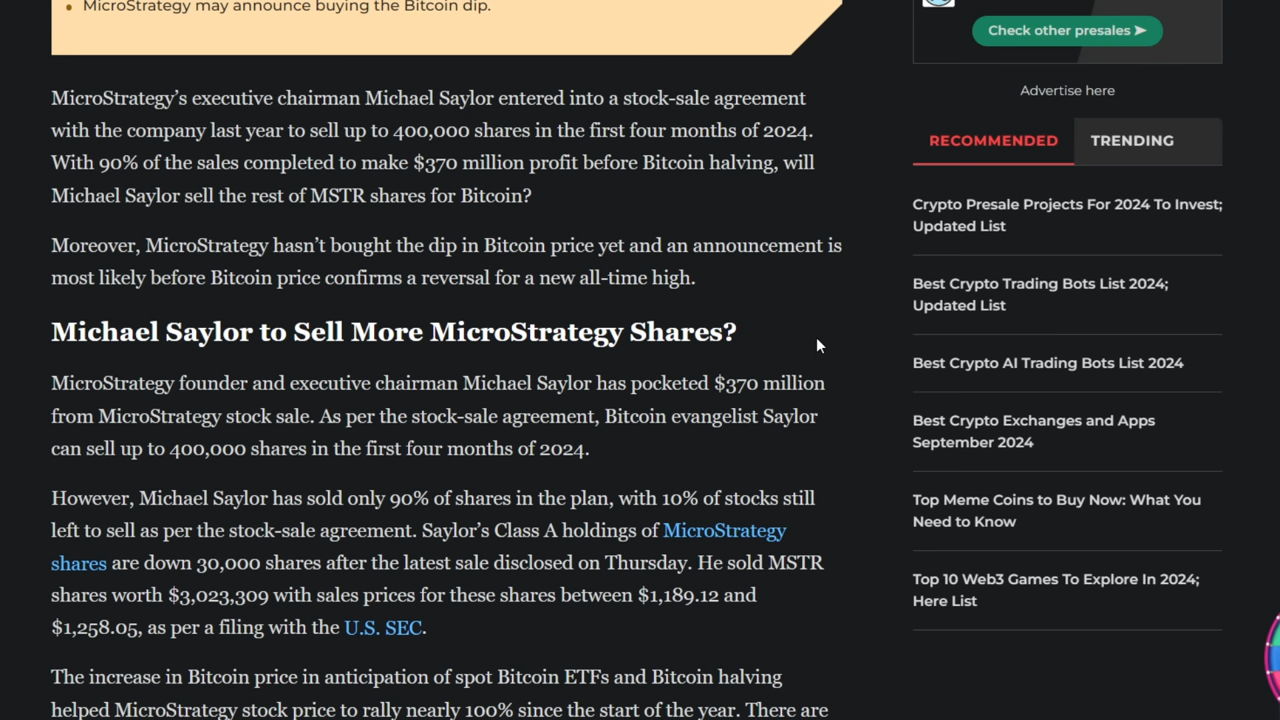 MicroStrategy may announce buying the Bitcoin dip.
MicroStrategy’s executive chairman Michael Saylor entered into a stock-sale agreement
with the company last year to sell up to 400,000 shares in the first four months of 2024.
With 90% of the sales completed to make $370 million profit before Bitcoin halving, will
Michael Saylor sell the rest of MSTR shares for Bitcoin?
Moreover, MicroStrategy hasn’t bought the dip in Bitcoin price yet and an announcement is
most likely before Bitcoin price confirms a reversal for a new all-time high.
Michael Saylor to Sell More MicroStrategy Shares?
MicroStrategy founder and executive chairman Michael Saylor has pocketed $370 million
from MicroStrategy stock sale. As per the stock-sale agreement, Bitcoin evangelist Saylor
can sell up to 400,000 shares in the first four months of 2024.
However, Michael Saylor has sold only 90% of shares in the plan, with 10% of stocks still
left to sell as per the stock-sale agreement. Saylor’s Class A holdings of MicroStrategy
shares are down 30,000 shares after the latest sale disclosed on Thursday. He sold MSTR
shares worth $3,023,309 with sales prices for these shares between $1,189.12 and
$1,258.05, as per a filing with the U.S. SEC.
The increase in Bitcoin price in anticipation of spot Bitcoin ETFs and Bitcoin halving
helped MicroStrategy stock price to rally nearly 100% since the start of the year. There are
Check other presales ➤
Advertise here
RECOMMENDED
TRENDING
Crypto Presale Projects For 2024 To Invest;
Updated List
Best Crypto Trading Bots List 2024;
Updated List
Best Crypto AI Trading Bots List 2024
Best Crypto Exchanges and Apps
September 2024
Top Meme Coins to Buy Now: What You
Need to Know
Top 10 Web3 Games To Explore In 2024;
Here List